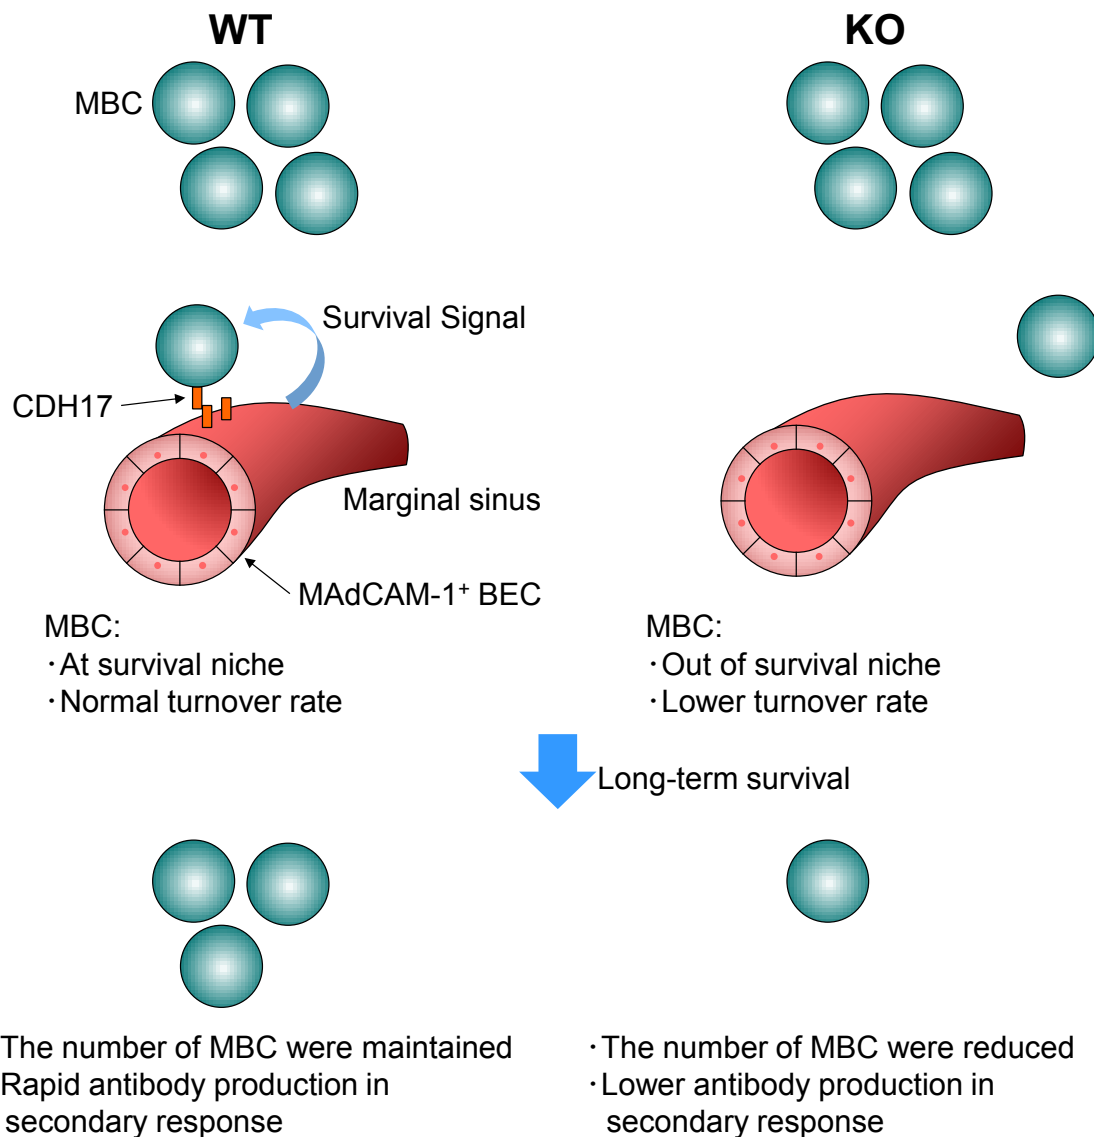 WT
KO
MBC
Survival Signal
CDH17
Marginal sinus
MAdCAM-1⁺ BEC
MBC:
・At survival niche
・Normal turnover rate
MBC:
・Out of survival niche
・Lower turnover rate
Long-term survival
The number of MBC were maintained
Rapid antibody production in
secondary response
・The number of MBC were reduced
・Lower antibody production in
secondary response